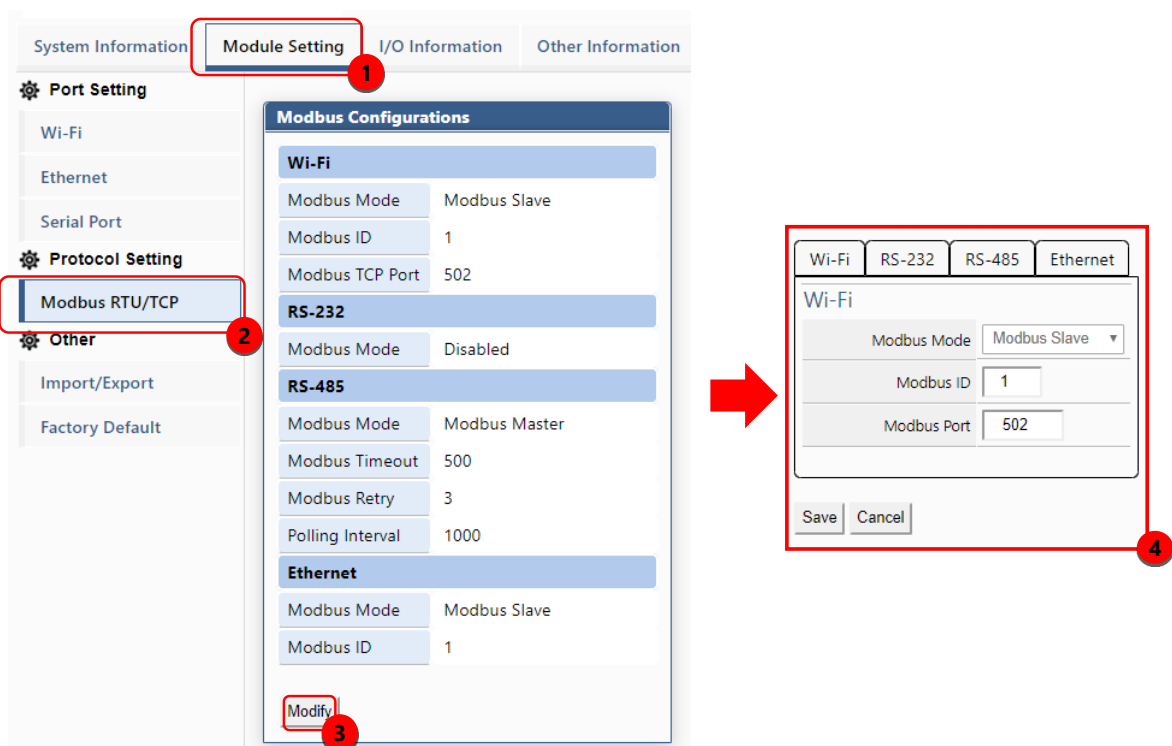 System Information Module Setting I/O Information Other Information
1
Port Setting
Wi-Fi
Ethernet
Serial Port
Protocol Setting
Modbus RTU/TCP
2
Other
Import/Export
Factory Default
Modbus Configurations
Wi-Fi
Modbus Mode Modbus Slave
Modbus ID 1
Modbus TCP Port 502
RS-232
Modbus Mode Disabled
RS-485
Modbus Mode Modbus Master
Modbus Timeout 500
Modbus Retry 3
Polling Interval 1000
Ethernet
Modbus Mode Modbus Slave
Modbus ID 1
Modify
3
Wi-Fi RS-232 RS-485 Ethernet
Wi-Fi
Modbus Mode Modbus Slave
Modbus ID 1
Modbus Port 502
Save Cancel
4